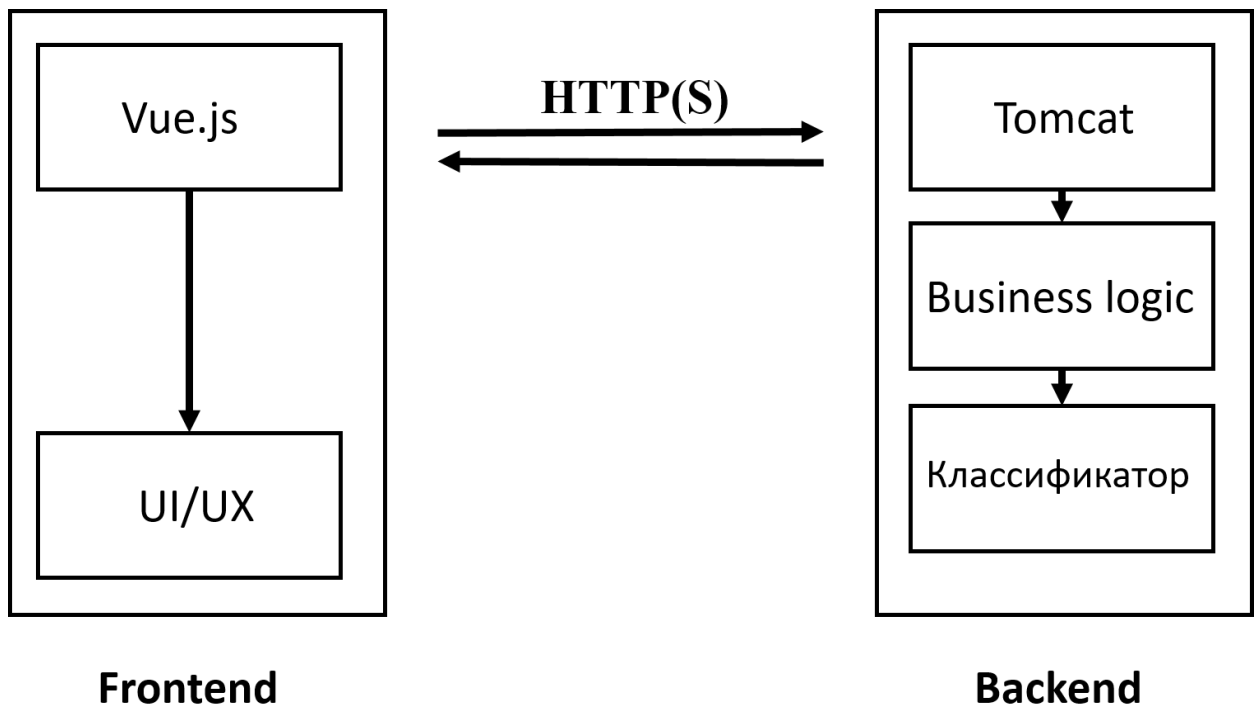 Vue.js
UI/UX
Frontend
HTTP(S)
Tomcat
Business logic
Классификатор
Backend